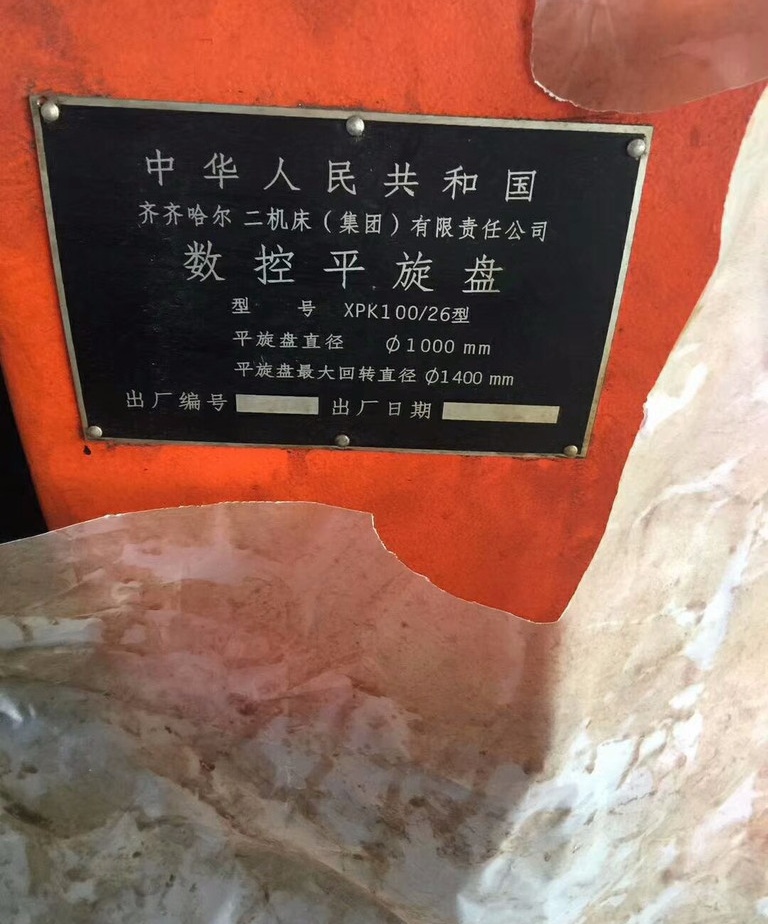 中华人民共和国
齐齐哈尔二机床（集团）有限责任公司
数控平旋盘
型 号 XPK100/26型
平旋盘直径 Ø1000 mm
平旋盘最大回转直径 Ø1400 mm
出厂编号 出厂日期